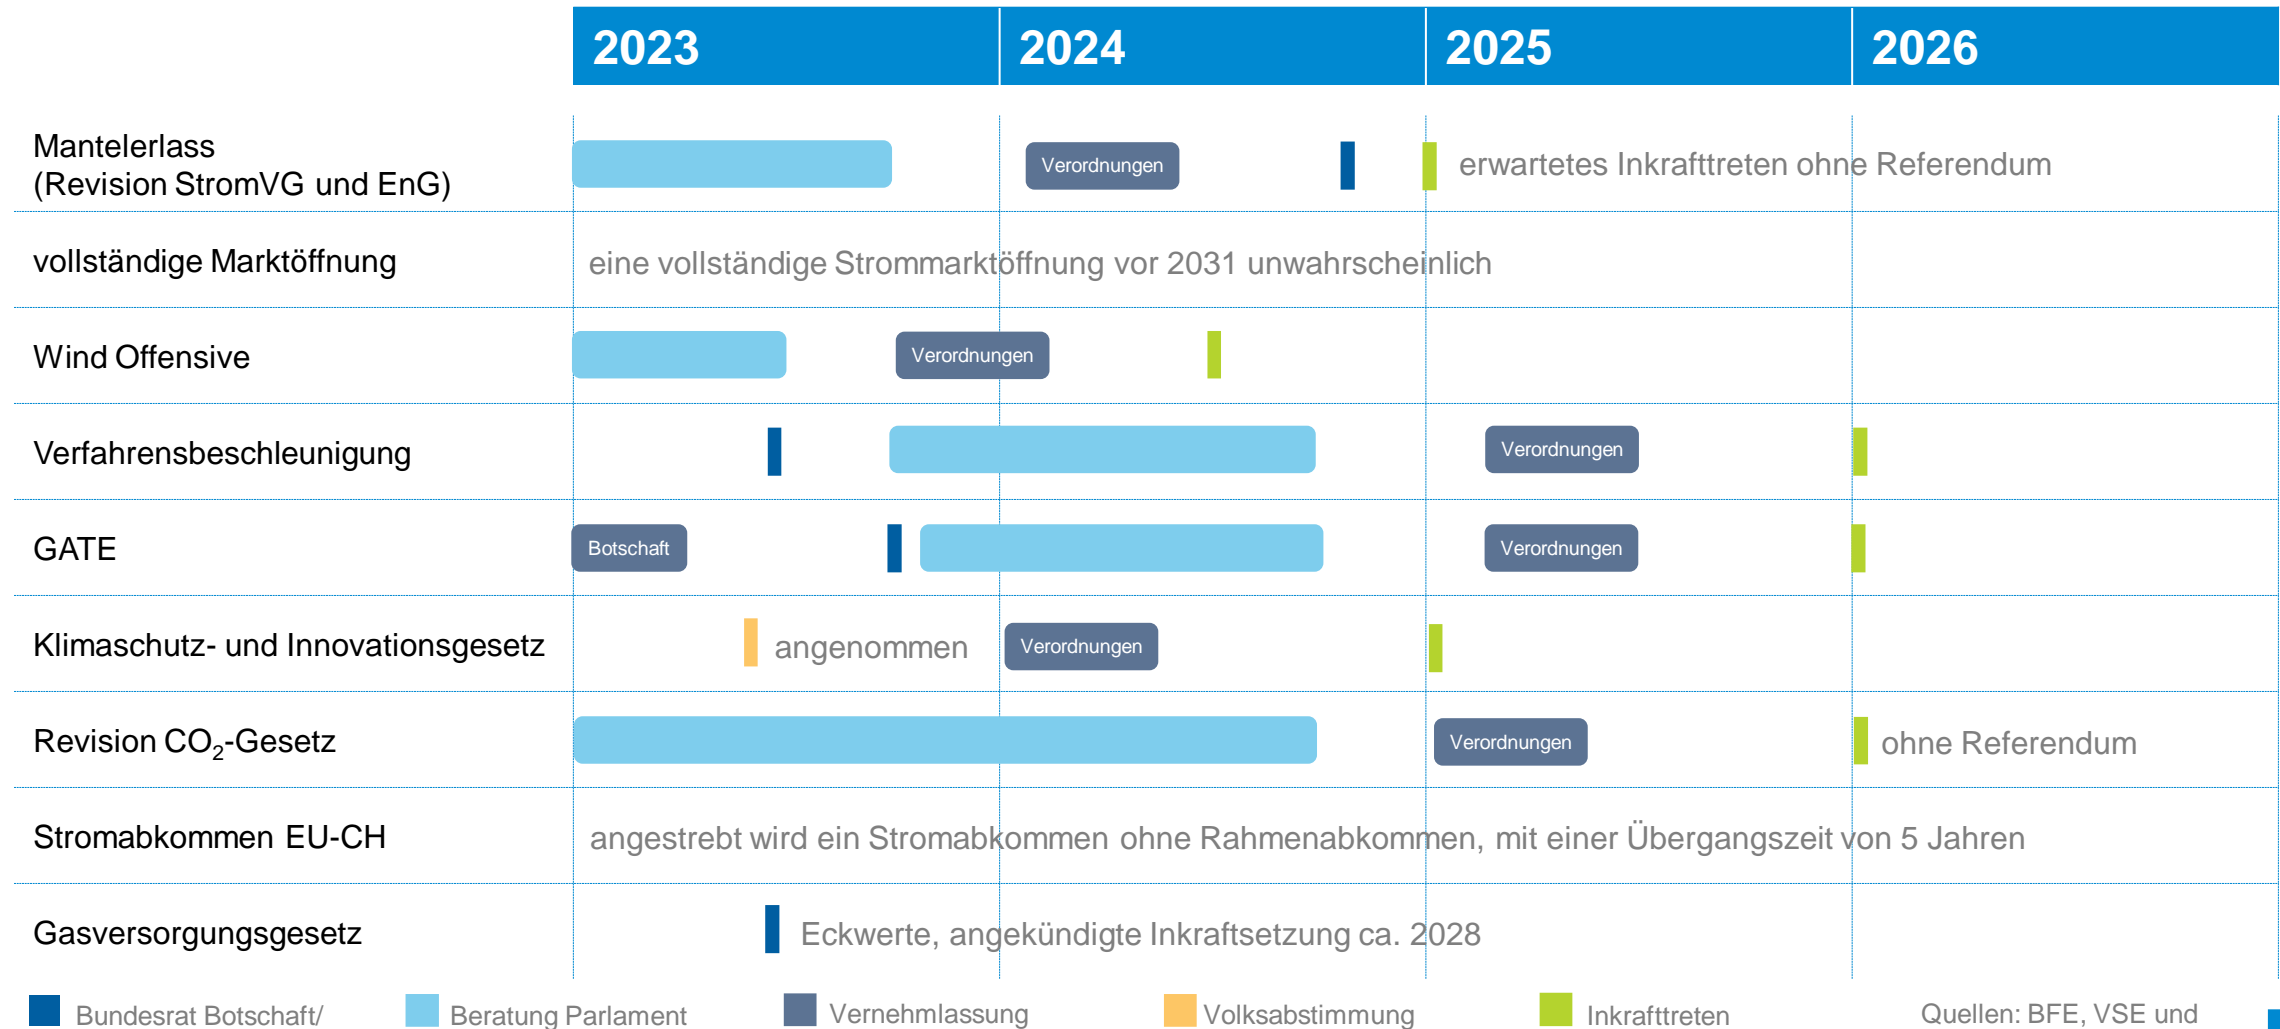 2023 2024 2025 2026
Mantelerlass
(Revision StromVG und EnG)
Verordnungen
erwartetes Inkrafttreten ohne Referendum
vollständige Marktöffnung
eine vollständige Strommarktöffnung vor 2031 unwahrscheinlich
Wind Offensive
Verordnungen
Verfahrensbeschleunigung
Verordnungen
GATE
Botschaft
Verordnungen
Klimaschutz- und Innovationsgesetz
angenommen
Verordnungen
Revision CO₂-Gesetz
Verordnungen
ohne Referendum
Stromabkommen EU-CH
angestrebt wird ein Stromabkommen ohne Rahmenabkommen, mit einer Übergangszeit von 5 Jahren
Gasversorgungsgesetz
Eckwerte, angekündigte Inkraftsetzung ca. 2028
Bundesrat Botschaft/
Beratung Parlament
Vernehmlassung
Volksabstimmung
Inkrafttreten
Quellen: BFE, VSE und